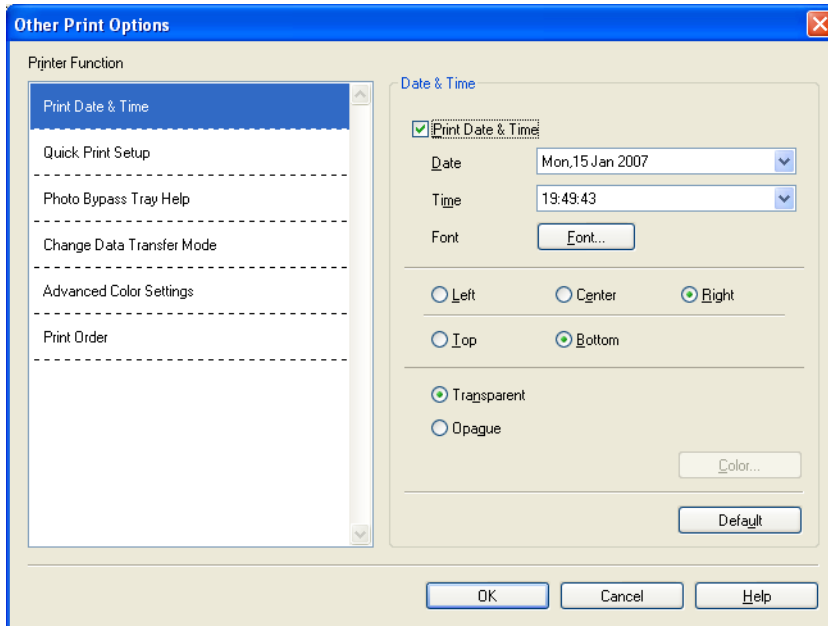 Other Print Options
Printer Function
Print Date & Time
Quick Print Setup
Photo Bypass Tray Help
Change Data Transfer Mode
Advanced Color Settings
Print Order
Date & Time
Print Date & Time
Date Mon,15 Jan 2007
Time 19:49:43
Font Font...
Left Center Right
Top Bottom
Transparent
Opaque
Color...
Default
OK Cancel Help